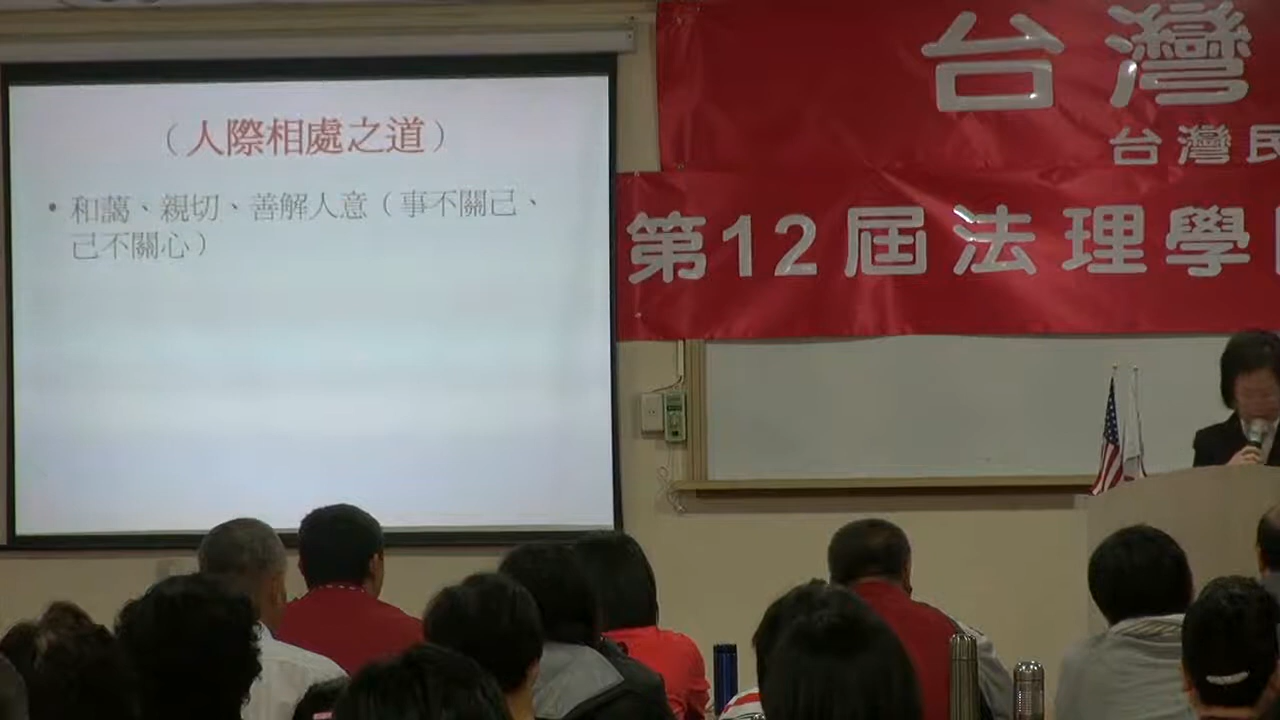 (人際相處之道)
• 和藹、親切、善解人意(事不關己、
己不關心)
台灣
台灣民
第12屆法理學